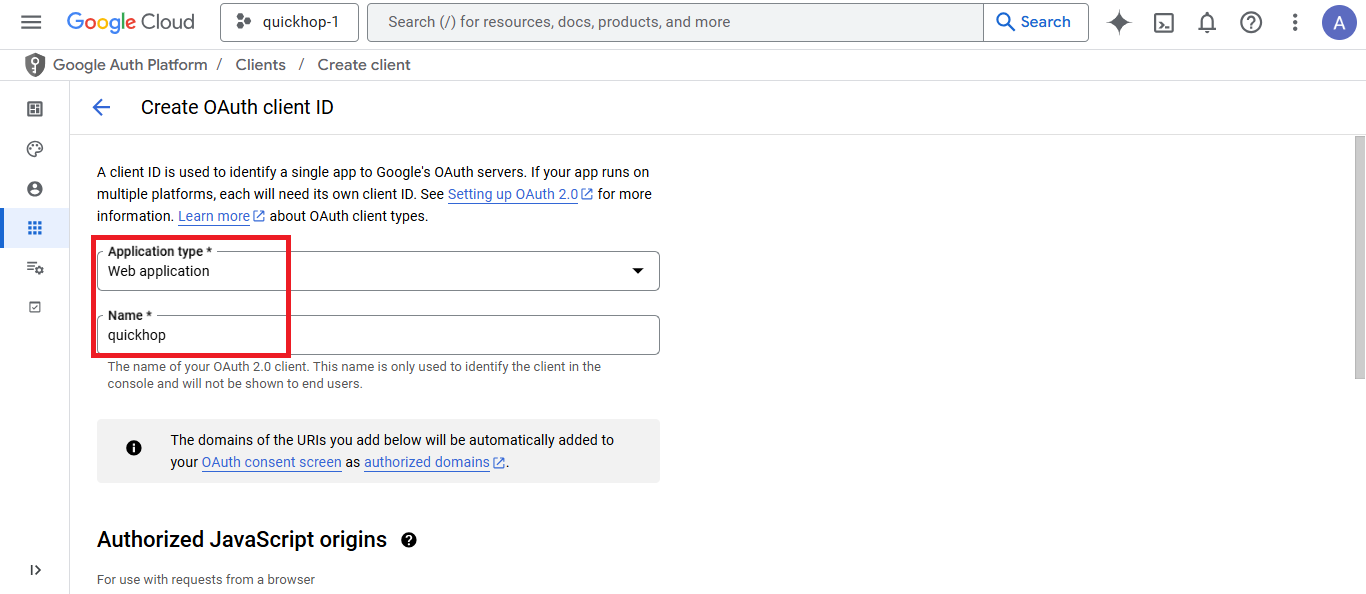 Google Cloud
quickhop-1
Search (/) for resources, docs, products, and more
Search
A
Google Auth Platform / Clients / Create client
Create OAuth client ID
A client ID is used to identify a single app to Google's OAuth servers. If your app runs on
multiple platforms, each will need its own client ID. See Setting up OAuth 2.0 for more
information. Learn more about OAuth client types.
Application type *
Web application
Name *
quickhop
The name of your OAuth 2.0 client. This name is only used to identify the client in the
console and will not be shown to end users.
The domains of the URIs you add below will be automatically added to
your OAuth consent screen as authorized domains.
Authorized JavaScript origins
For use with requests from a browser